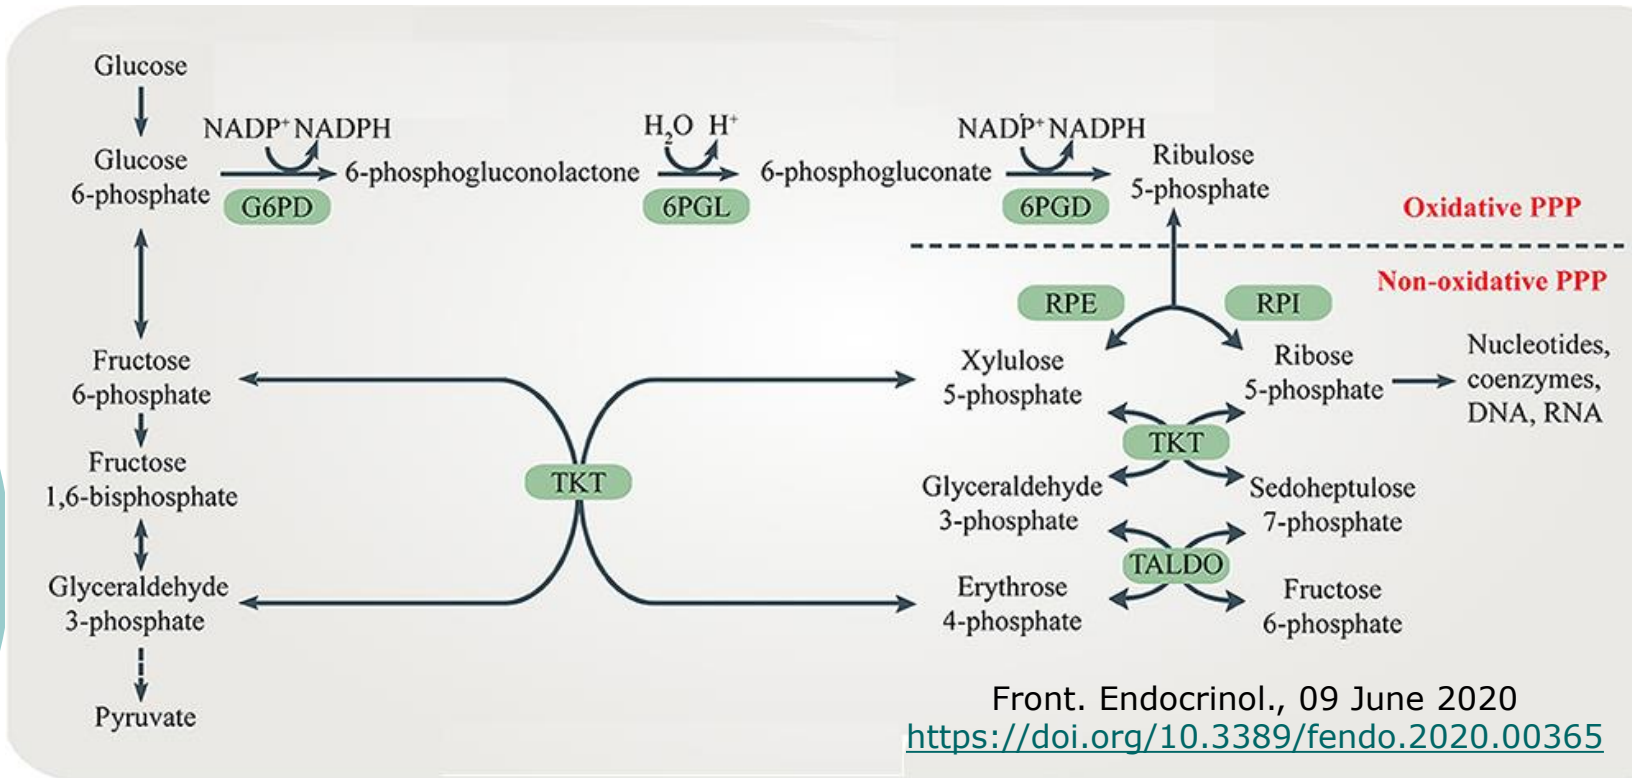 Glucose
NADP⁺ NADPH
H₂O H⁺
NADP⁺ NADPH
Glucose
6-phosphate
6-phosphogluconolactone
6-phosphogluconate
Ribulose
5-phosphate
G6PD
6PGL
6PGD
Oxidative PPP
Non-oxidative PPP
RPE
RPI
Fructose
6-phosphate
Xylulose
5-phosphate
Ribose
5-phosphate
Nucleotides,
coenzymes,
DNA, RNA
TKT
Fructose
1,6-bisphosphate
TKT
Glyceraldehyde
3-phosphate
Sedoheptulose
7-phosphate
TALDO
Glyceraldehyde
3-phosphate
Erythrose
4-phosphate
Fructose
6-phosphate
Pyruvate
Front. Endocrinol., 09 June 2020
https://doi.org/10.3389/fendo.2020.00365